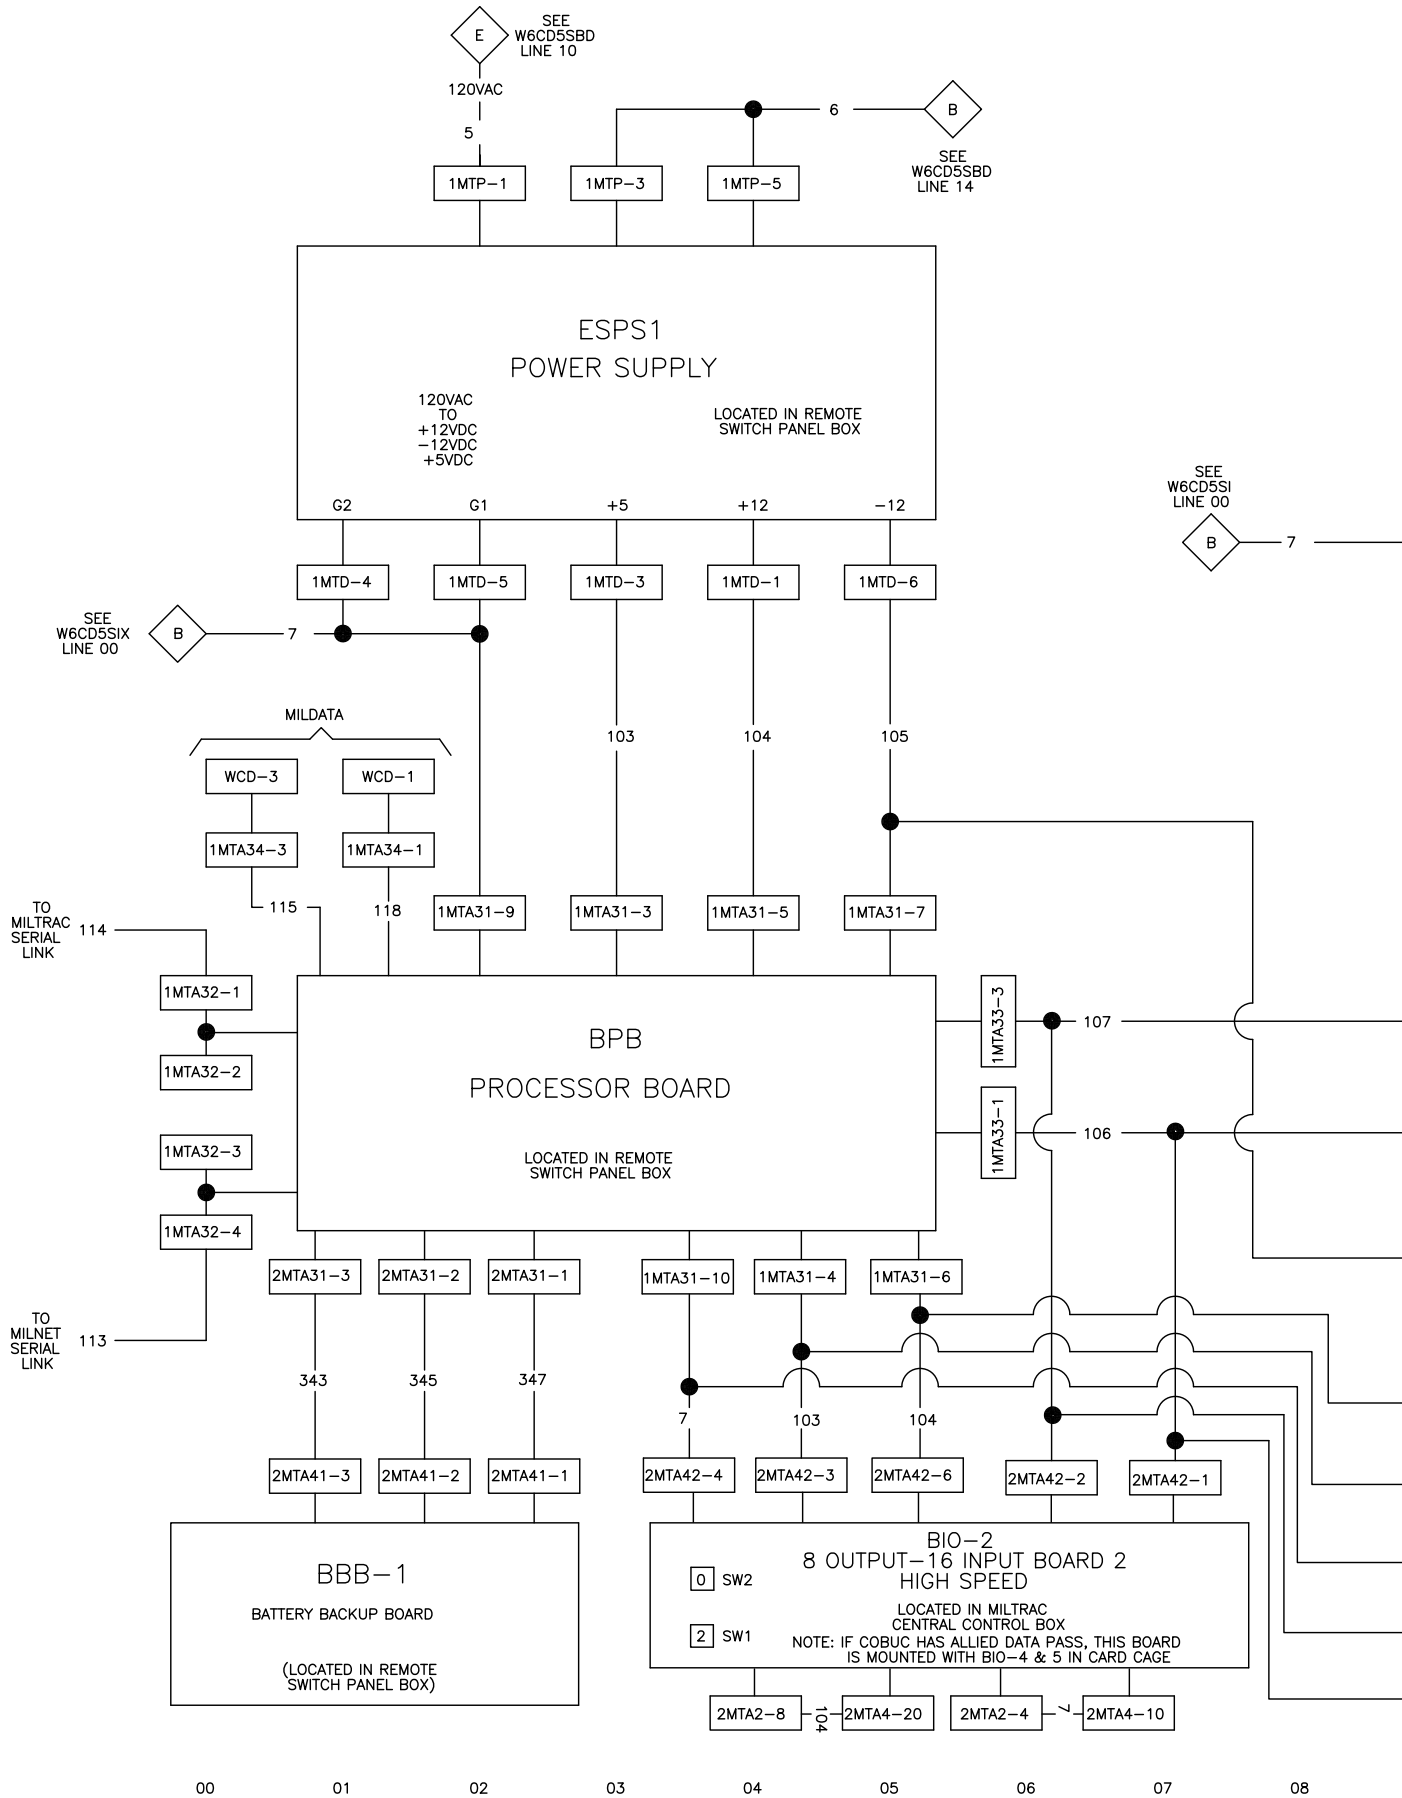 E
SEE
W6CD5SBD
LINE 10
120VAC
5
6
B
SEE
W6CD5SBD
LINE 14
1MTP-1
1MTP-3
1MTP-5
ESPS1
POWER SUPPLY
120VAC
TO
+12VDC
-12VDC
+5VDC
LOCATED IN REMOTE
SWITCH PANEL BOX
G2
G1
+5
+12
-12
SEE
W6CD5SI
LINE 00
B
7
1MTD-4
1MTD-5
1MTD-3
1MTD-1
1MTD-6
SEE
W6CD5SIX
LINE 00
B
7
MILDATA
103
104
105
WCD-3
WCD-1
1MTA34-3
1MTA34-1
115
118
1MTA31-9
1MTA31-3
1MTA31-5
1MTA31-7
TO
MILTRAC
SERIAL
LINK
114
1MTA32-1
1MTA32-2
1MTA32-3
1MTA32-4
BPB
PROCESSOR BOARD
LOCATED IN REMOTE
SWITCH PANEL BOX
1MTA33-3
107
1MTA33-1
106
TO
MILNET
SERIAL
LINK
113
2MTA31-3
2MTA31-2
2MTA31-1
1MTA31-10
1MTA31-4
1MTA31-6
343
345
347
7
103
104
2MTA41-3
2MTA41-2
2MTA41-1
2MTA42-4
2MTA42-3
2MTA42-6
2MTA42-2
2MTA42-1
BBB-1
BATTERY BACKUP BOARD
(LOCATED IN REMOTE
SWITCH PANEL BOX)
BIO-2
8 OUTPUT-16 INPUT BOARD 2
HIGH SPEED
0 SW2
2 SW1
LOCATED IN MILTRAC
CENTRAL CONTROL BOX
NOTE: IF COBUC HAS ALLIED DATA PASS, THIS BOARD
IS MOUNTED WITH BIO-4 & 5 IN CARD CAGE
2MTA2-8
104
2MTA4-20
2MTA2-4
7
2MTA4-10
00
01
02
03
04
05
06
07
08